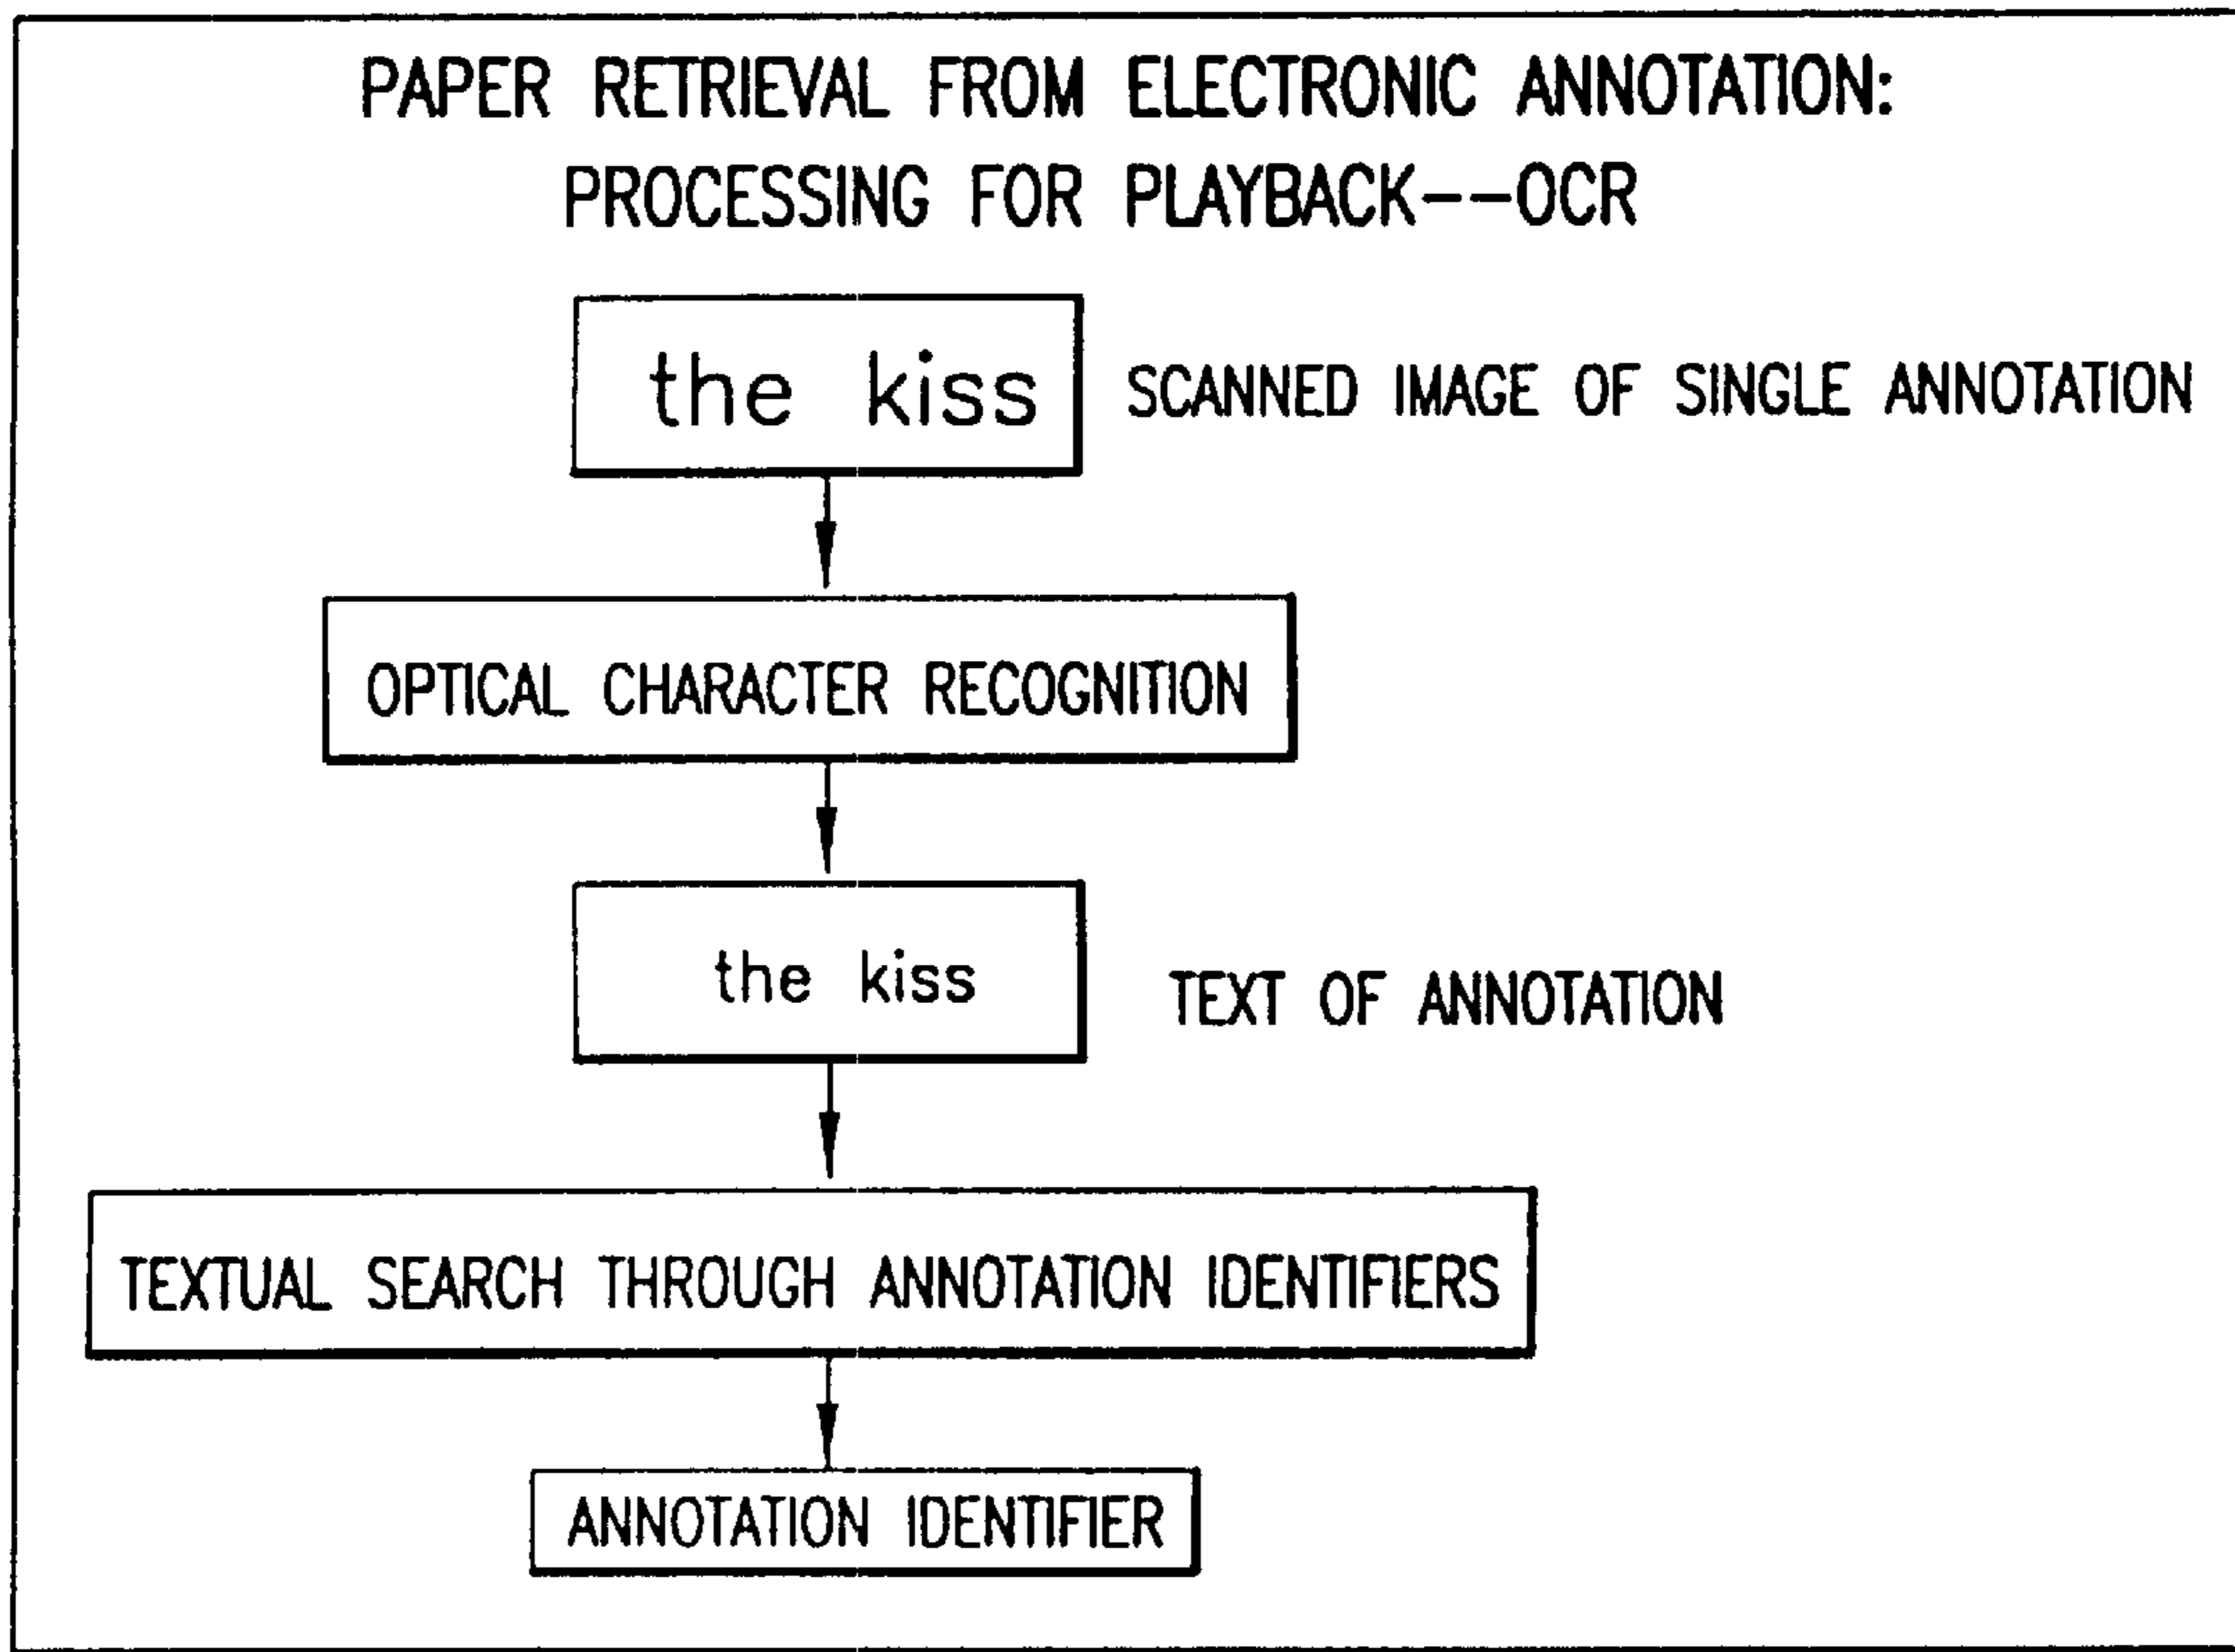 PAPER RETRIEVAL FROM ELECTRONIC ANNOTATION:
PROCESSING FOR PLAYBACK--OCR
the kiss
SCANNED IMAGE OF SINGLE ANNOTATION
OPTICAL CHARACTER RECOGNITION
the kiss
TEXT OF ANNOTATION
TEXTUAL SEARCH THROUGH ANNOTATION IDENTIFIERS
ANNOTATION IDENTIFIER